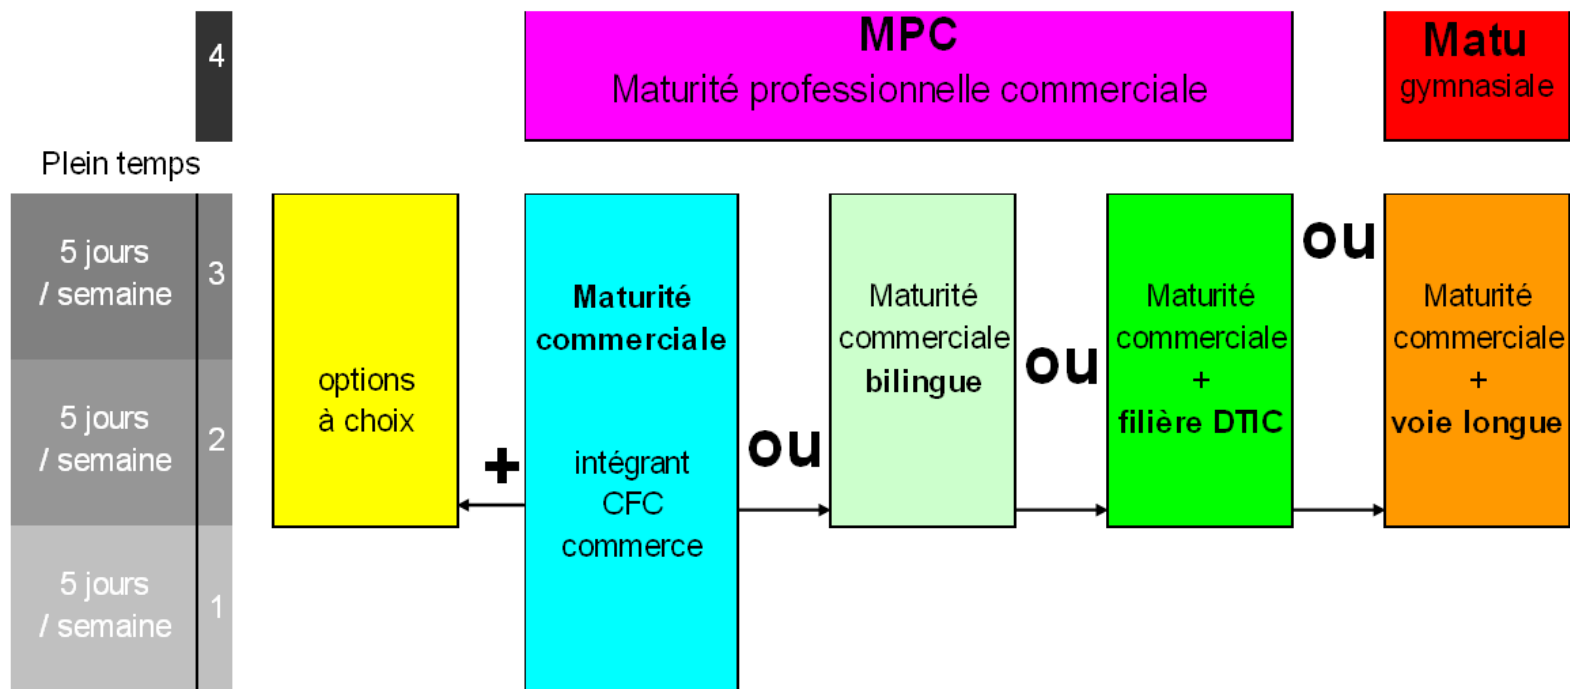 4
MPC
Maturité professionnelle commerciale
Matu
gymnasiale
Plein temps
5 jours
/ semaine
3
5 jours
/ semaine
2
5 jours
/ semaine
1
options
à choix
+
Maturité
commerciale
intégrant
CFC
commerce
ou
Maturité
commerciale
bilingue
ou
Maturité
commerciale
+
filière DTIC
ou
Maturité
commerciale
+
voie longue